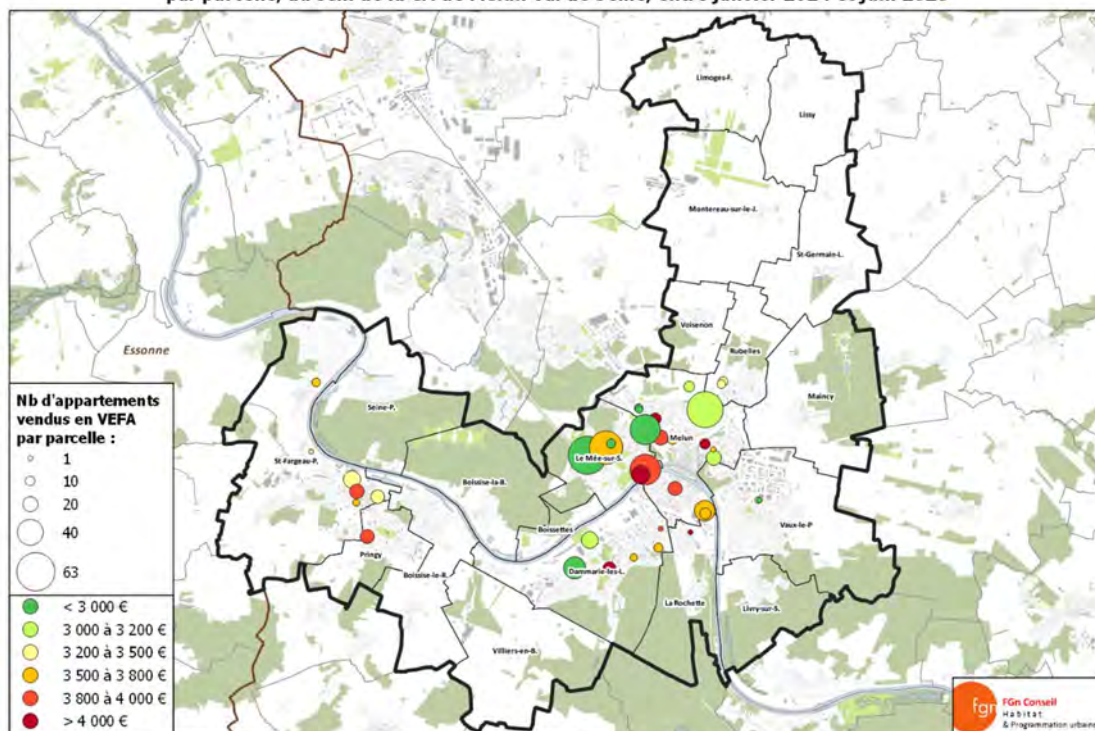 Limoges-F.
Lissy
Montereau-sur-le-J.
St-Germain-L.
Voisenon
Rubelles
Maincy
Essonne
Seine-P.
Melun
Le Mée-sur-S.
St-Fargeau-P.
Boissise-la-B.
Vaux-le-P
Boissettes
Pringy
Boissise-le-R.
Dammarie-les-L.
La Rochette
Livry-sur-S.
Villiers-en-B.
Nb d'appartements
vendus en VEFA
par parcelle :
1
10
20
40
63
< 3 000 €
3 000 à 3 200 €
3 200 à 3 500 €
3 500 à 3 800 €
3 800 à 4 000 €
> 4 000 €
fgn
FGn Conseil
Habitat
& Programmation urbaine